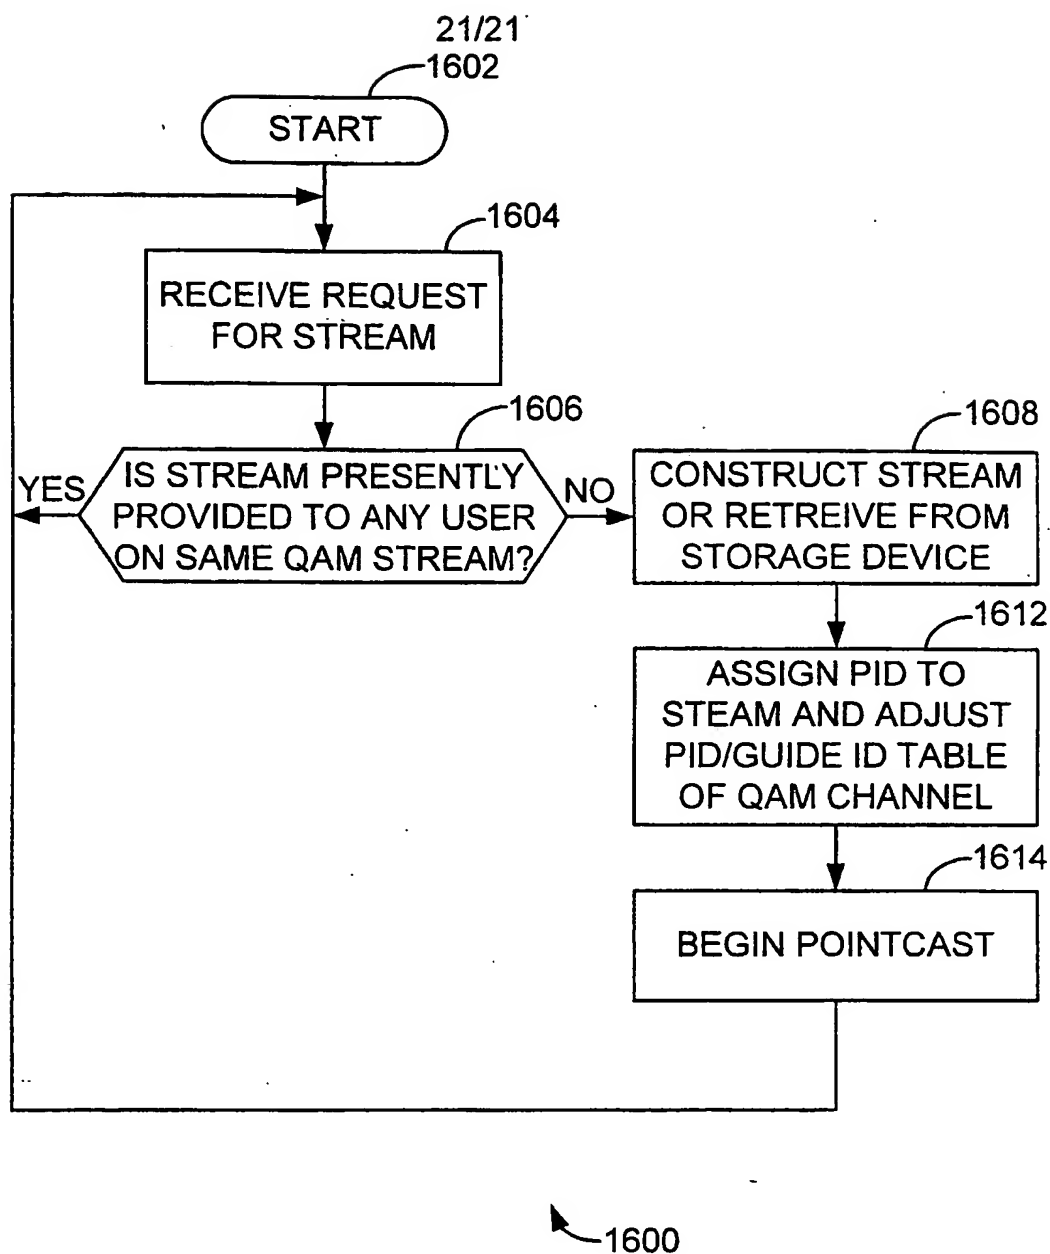 21/21
1602
START
1604
RECEIVE REQUEST
FOR STREAM
1606
YES
IS STREAM PRESENTLY
PROVIDED TO ANY USER
ON SAME QAM STREAM?
NO
1608
CONSTRUCT STREAM
OR RETREIVE FROM
STORAGE DEVICE
1612
ASSIGN PID TO
STEAM AND ADJUST
PID/GUIDE ID TABLE
OF QAM CHANNEL
1614
BEGIN POINTCAST
1600